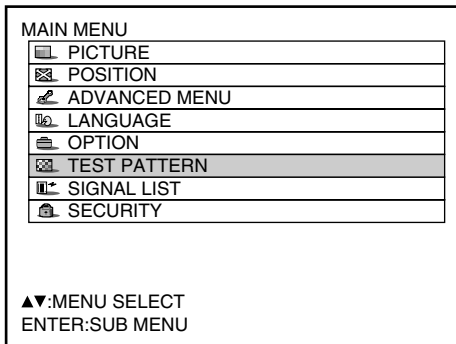 MAIN MENU
PICTURE
POSITION
ADVANCED MENU
LANGUAGE
OPTION
TEST PATTERN
SIGNAL LIST
SECURITY
▲▼:MENU SELECT
ENTER:SUB MENU